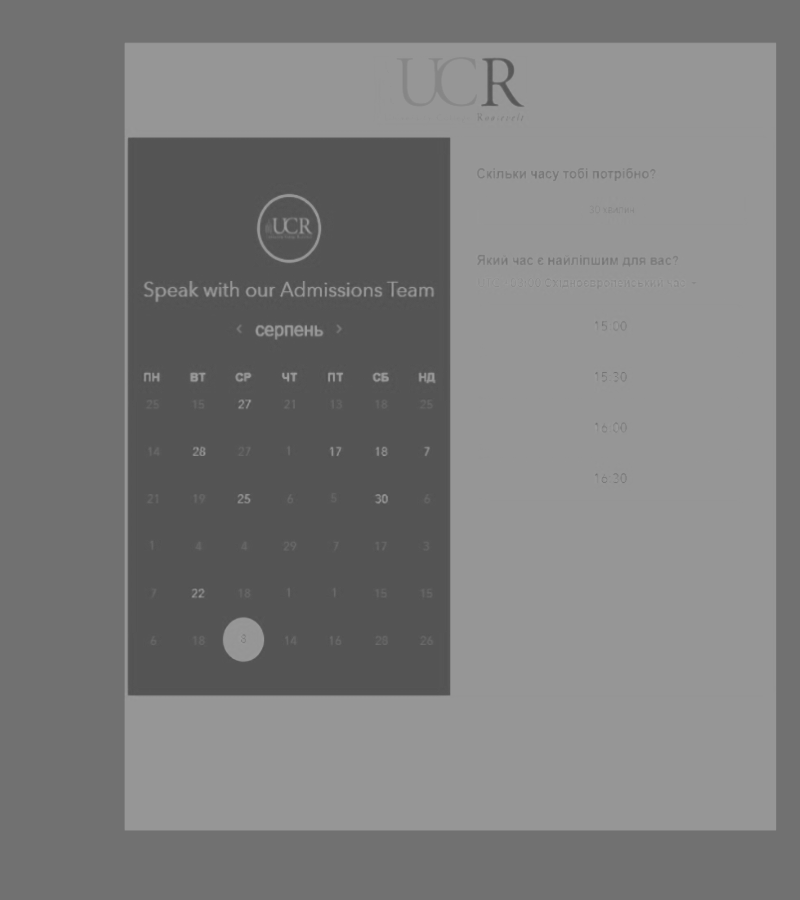 UCR
Roosevelt
UCR
Speak with our Admissions Team
‹ серпень ›
ПН ВТ СР ЧТ ПТ СБ НД
25 15 27 21 13 18 25
14 28 27 1 17 18 7
21 19 25 6 5 30 6
1 4 4 29 7 17 3
7 22 18 1 1 15 15
6 18 8 14 16 28 26
Скільки часу тобі потрібно?
30 хвилин
Який час є найліпшим для вас?
Східноєвропейський час
15:00
15:30
16:00
16:30